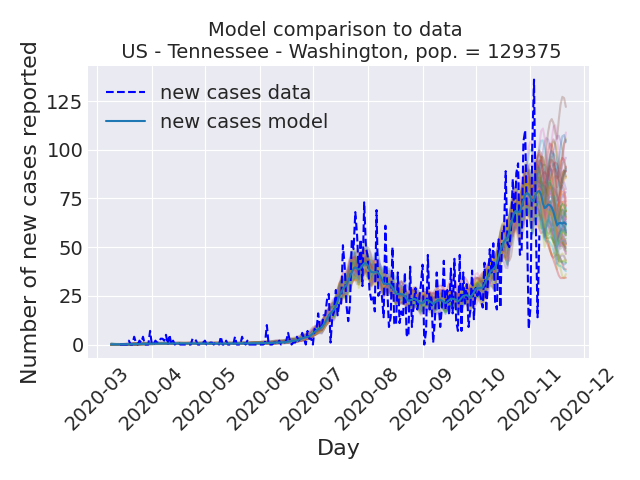 Model comparison to data
US - Tennessee - Washington, pop. = 129375
Number of new cases reported
125
100
75
50
25
0
new cases data
new cases model
2020-03
2020-04
2020-05
2020-06
2020-07
2020-08
2020-09
2020-10
2020-11
2020-12
Day